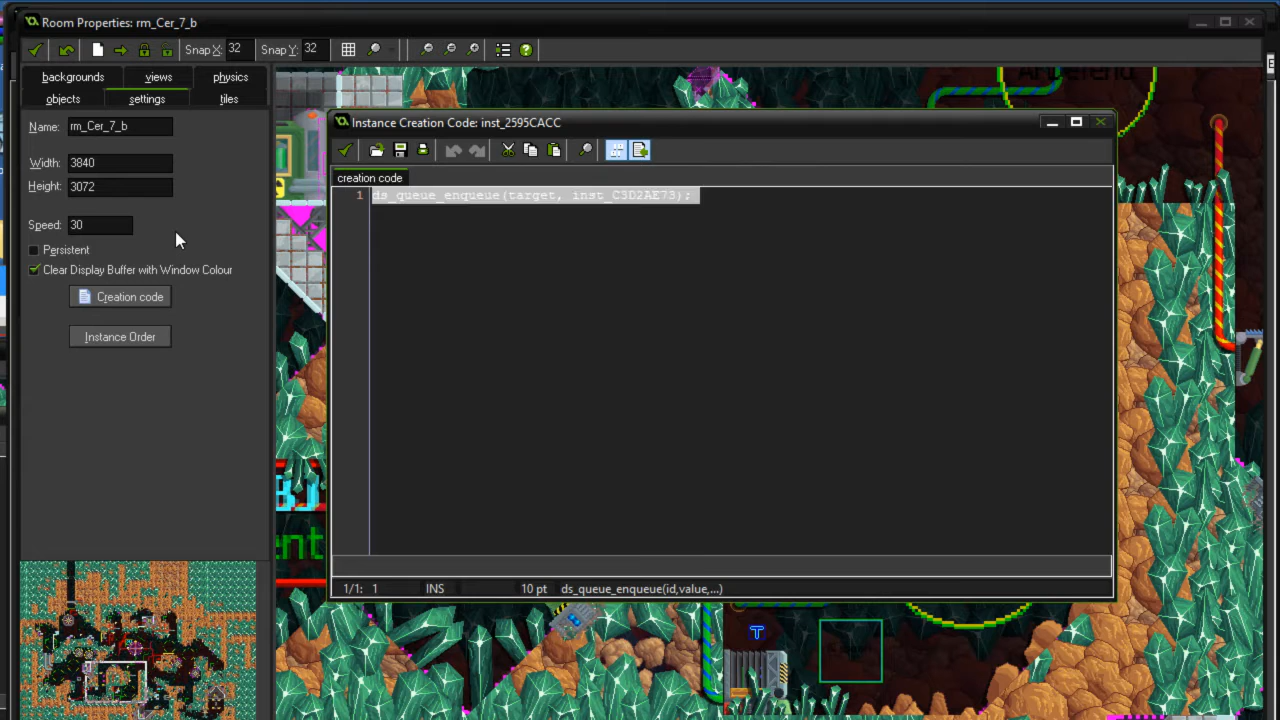 Room Properties: rm_Cer_7_b
Snap X: 32 Snap Y: 32
backgrounds views physics
objects settings tiles
Name: rm_Cer_7_b
Width: 3840
Height: 3072
Speed: 30
Persistent
Clear Display Buffer with Window Colour
Creation code
Instance Order
Instance Creation Code: inst_2595CACC
creation code
1 ds_queue_enqueue(target, inst_C3D2AE73);
1/1: 1 INS 10 pt ds_queue_enqueue(id,value,...)
T